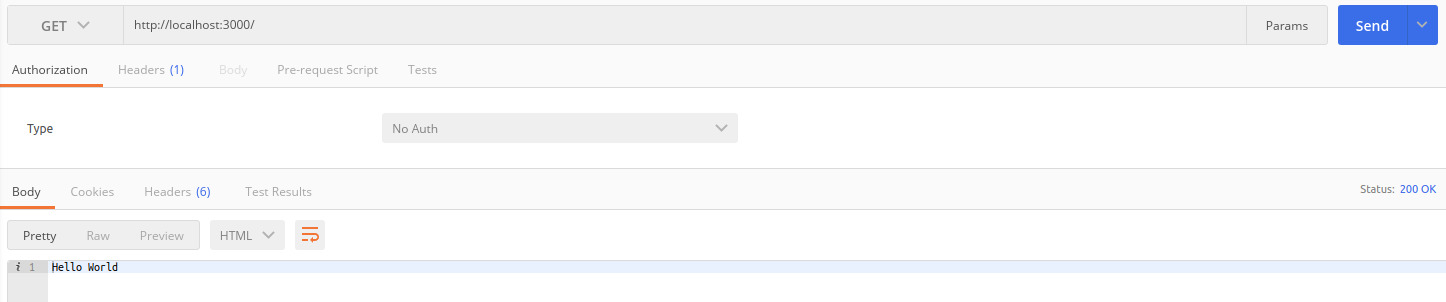 GET http://localhost:3000/ Params Send
Authorization Headers (1) Body Pre-request Script Tests
Type No Auth
Body Cookies Headers (6) Test Results Status: 200 OK
Pretty Raw Preview HTML
i 1 Hello World